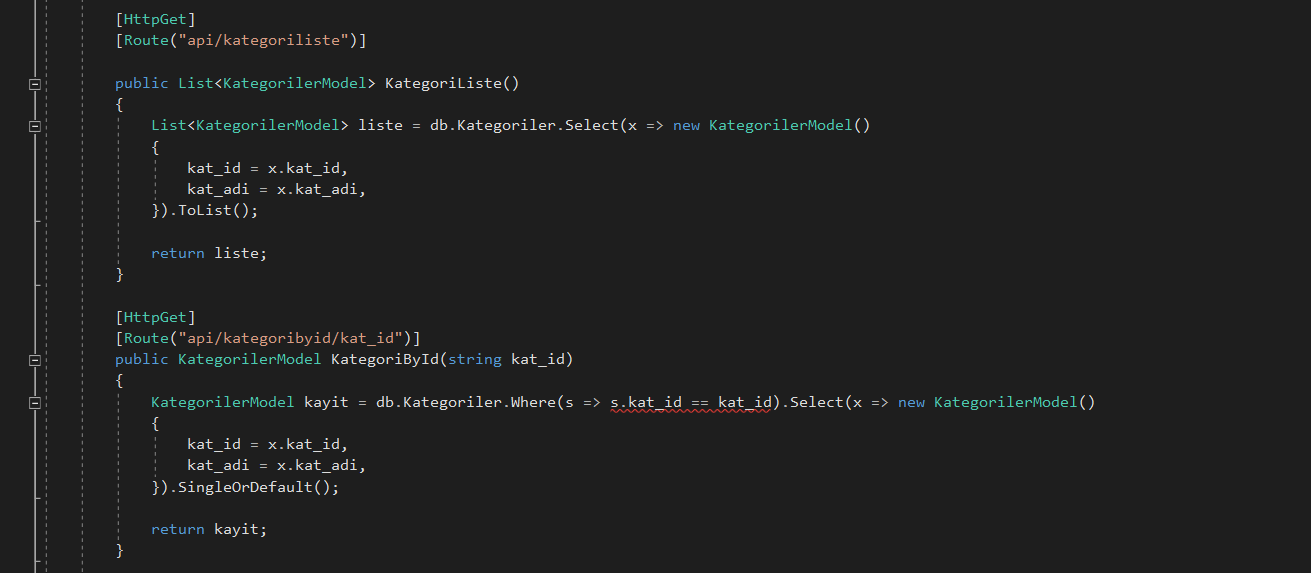 [HttpGet]
[Route("api/kategoriliste")]
public List<KategorilerModel> KategoriListe()
{
List<KategorilerModel> liste = db.Kategoriler.Select(x => new KategorilerModel()
{
kat_id = x.kat_id,
kat_adi = x.kat_adi,
}).ToList();
return liste;
}
[HttpGet]
[Route("api/kategoribyid/kat_id")]
public KategorilerModel KategoriById(string kat_id)
{
KategorilerModel kayit = db.Kategoriler.Where(s => s.kat_id == kat_id).Select(x => new KategorilerModel()
{
kat_id = x.kat_id,
kat_adi = x.kat_adi,
}).SingleOrDefault();
return kayit;
}